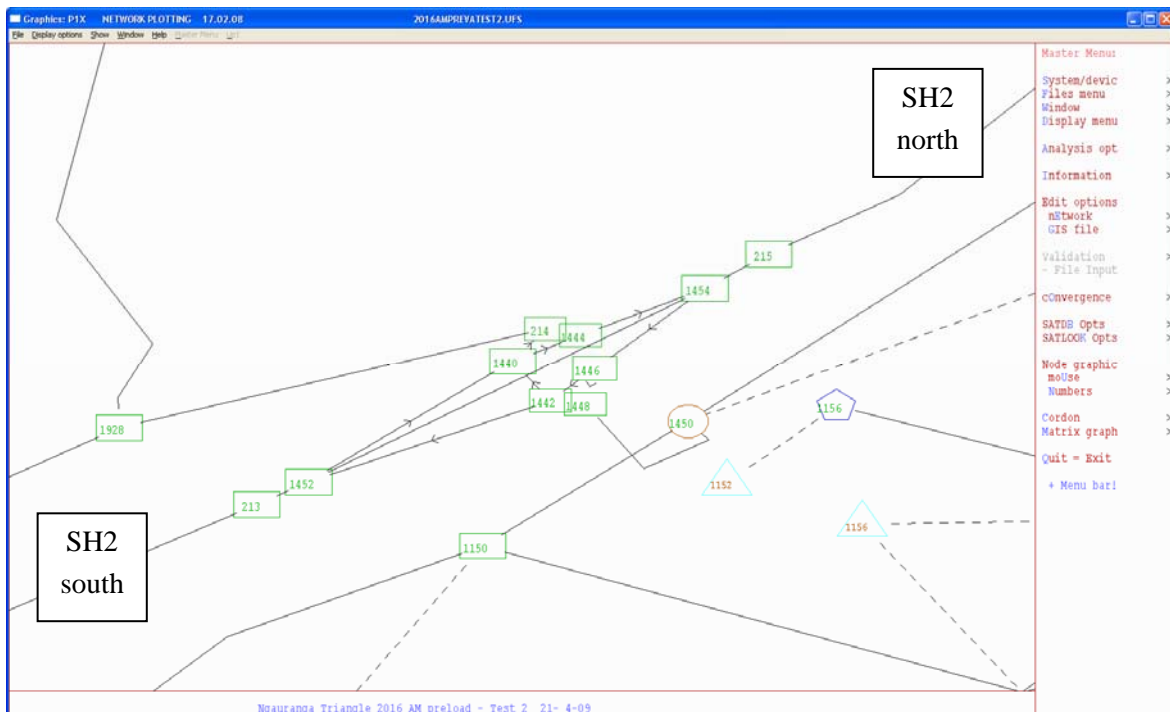 Graphics: P1X NETWORK PLOTTING 17.02.08 2016AMPREYATEST2.UFS
File Display options Show Window Help Master Menu
SH2
north
SH2
south
215
1454
214
1444
1440
1446
1442
1448
1450
1156
1928
1452
213
1152
1156
1150
Master Menu:
System/devic >
Files menu >
Window >
Display menu >
Analysis opt >
Information >
Edit options
nEtwork >
GIS file >
Validation >
- File Input
cOnvergence >
SATDB Opts >
SATLOOK Opts >
Node graphic
moUse >
Numbers >
Cordon >
Matrix graph >
Quit = Exit
+ Menu bari
Ngauranga Triangle 2016 AM preload - Test 2 21- 4-09